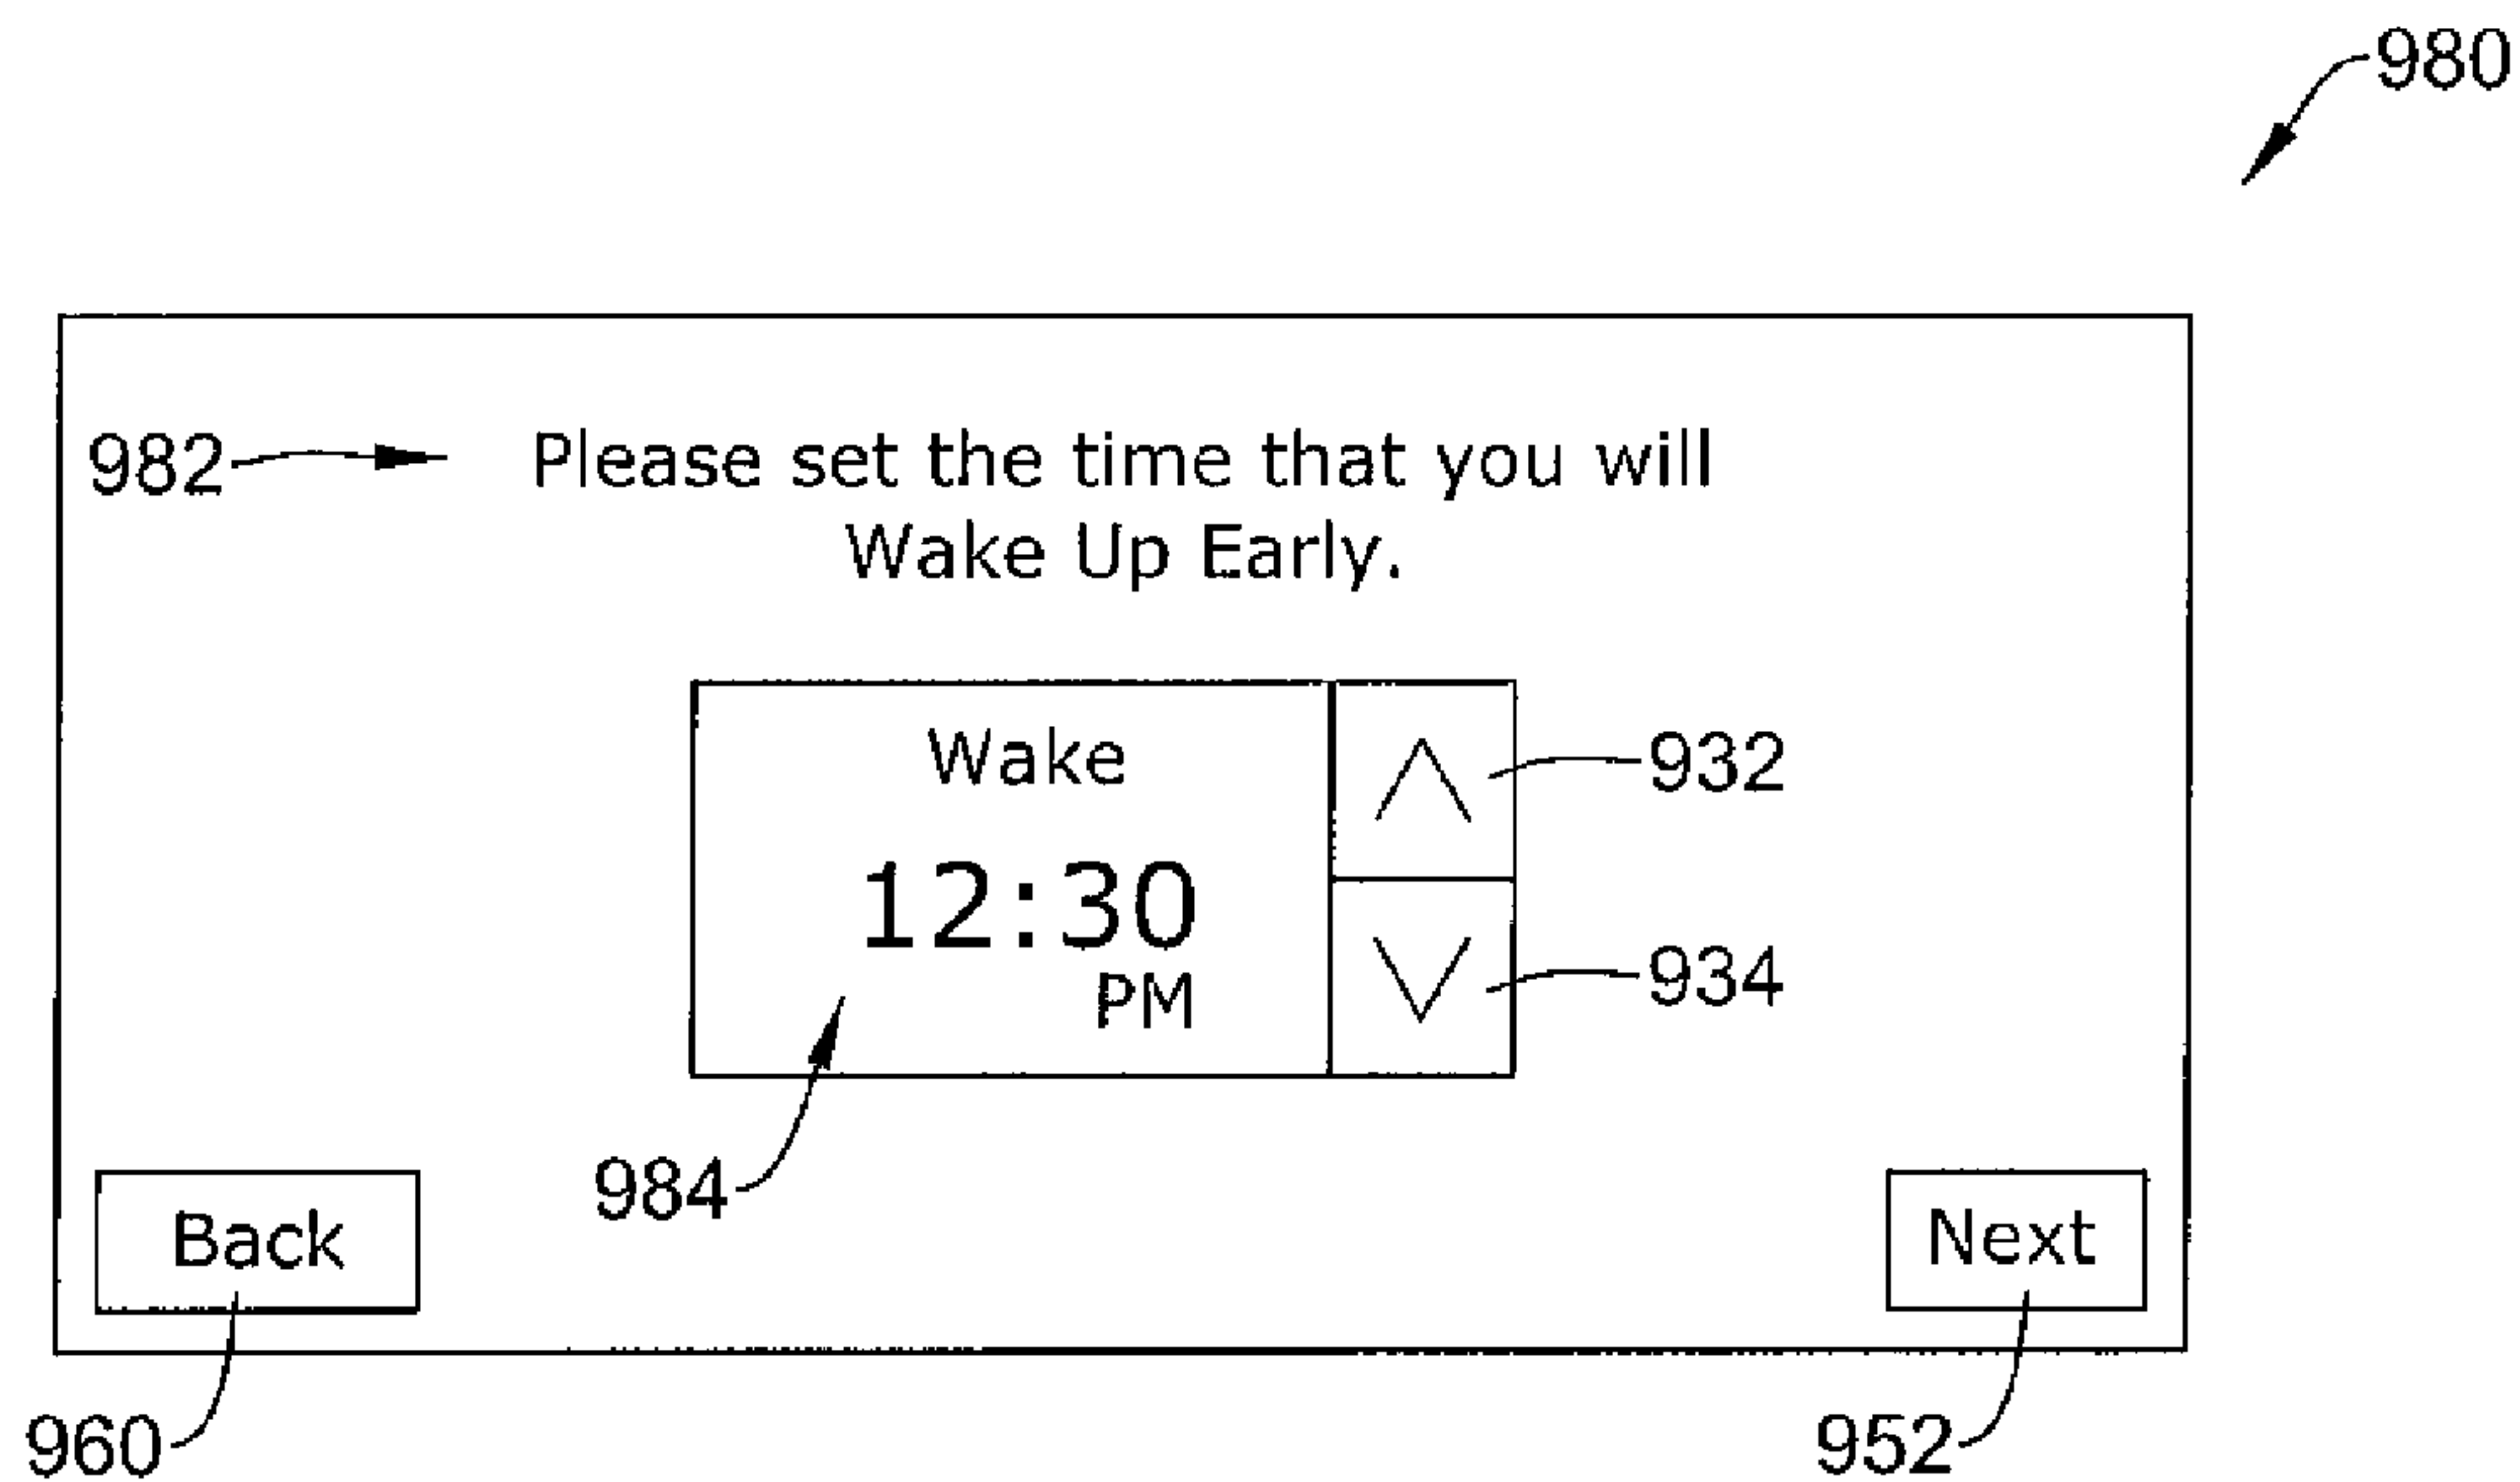 980
982 Please set the time that you will
Wake Up Early.
Wake
932
12:30
934
PM
984
Back
Next
960
952